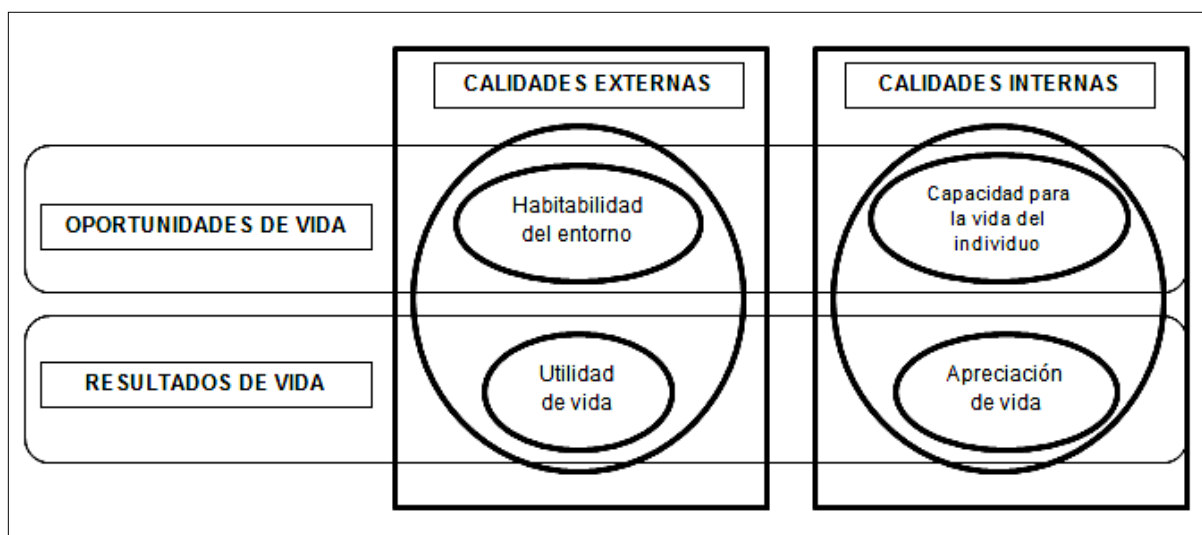 CALIDADES EXTERNAS
CALIDADES INTERNAS
OPORTUNIDADES DE VIDA
Habitabilidad
del entorno
Capacidad para
la vida del
individuo
RESULTADOS DE VIDA
Utilidad
de vida
Apreciación
de vida